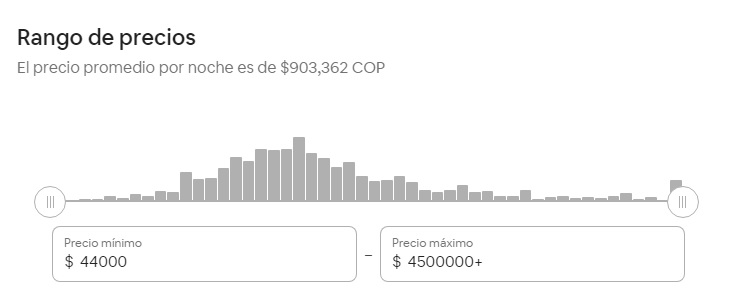 Rango de precios
El precio promedio por noche es de $903,362 COP
Precio mínimo
$ 44000
–
Precio máximo
$ 4500000+